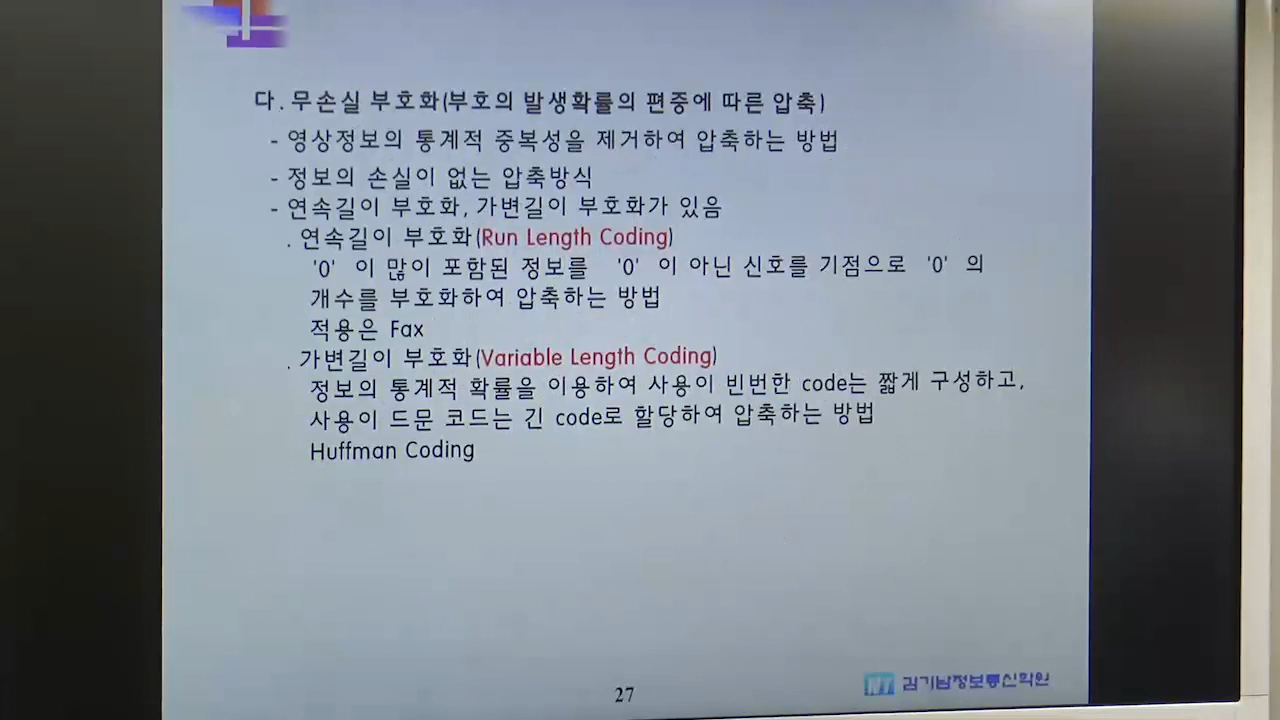 다. 무손실 부호화(부호의 발생확률의 편중에 따른 압축)
- 영상정보의 통계적 중복성을 제거하여 압축하는 방법
- 정보의 손실이 없는 압축방식
- 연속길이 부호화, 가변길이 부호화가 있음
. 연속길이 부호화(Run Length Coding)
'0' 이 많이 포함된 정보를 '0' 이 아닌 신호를 기점으로 '0' 의
개수를 부호화하여 압축하는 방법
적용은 Fax
. 가변길이 부호화(Variable Length Coding)
정보의 통계적 확률을 이용하여 사용이 빈번한 code는 짧게 구성하고,
사용이 드문 코드는 긴 code로 할당하여 압축하는 방법
Huffman Coding
27
NT 김기남정보통신학원